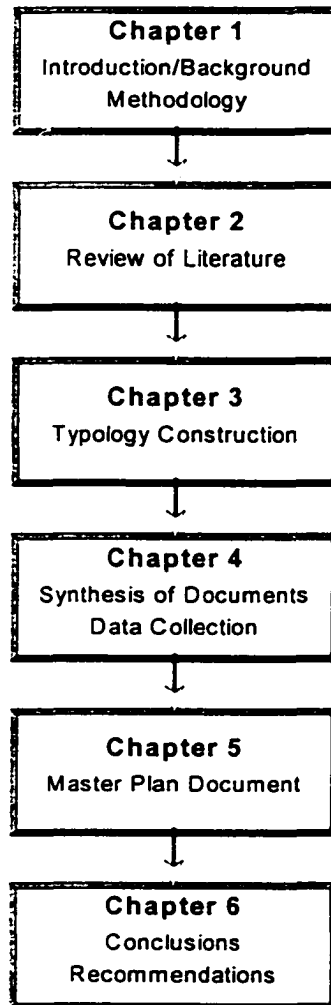 Chapter 1
Introduction/Background
Methodology
Chapter 2
Review of Literature
Chapter 3
Typology Construction
Chapter 4
Synthesis of Documents
Data Collection
Chapter 5
Master Plan Document
Chapter 6
Conclusions
Recommendations